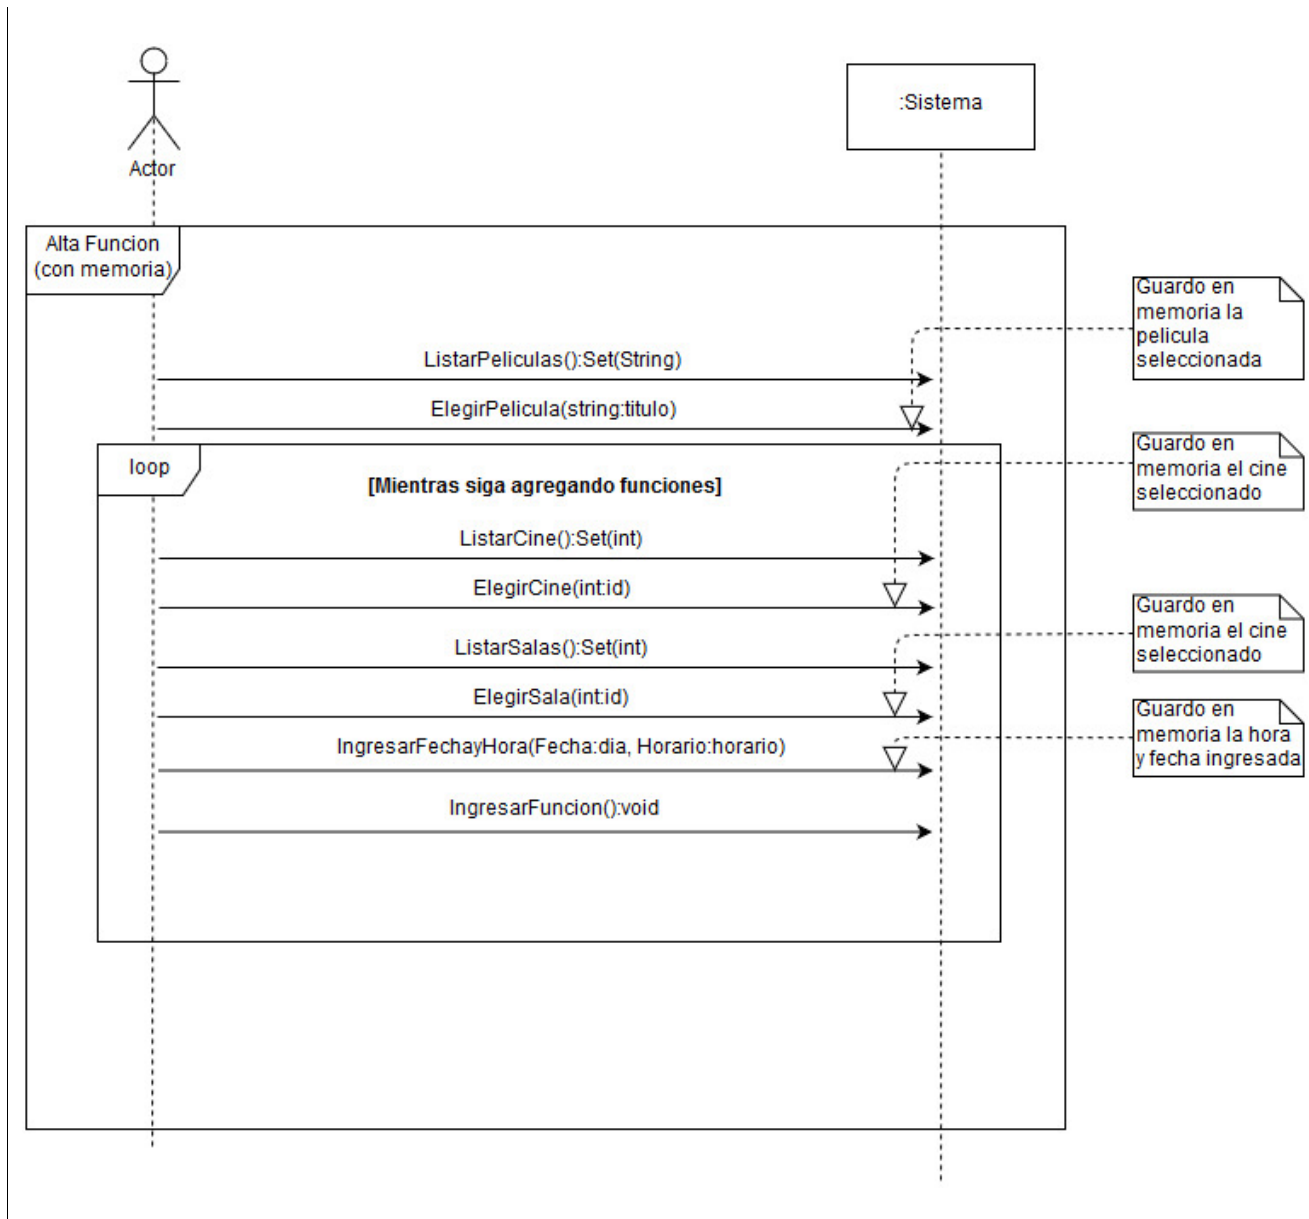 Actor
:Sistema
Alta Funcion
(con memoria)
Guardo en
memoria la
pelicula
seleccionada
ListarPeliculas():Set(String)
ElegirPelicula(string:titulo)
loop
[Mientras siga agregando funciones]
Guardo en
memoria el cine
seleccionado
ListarCine():Set(int)
ElegirCine(int:id)
Guardo en
memoria el cine
seleccionado
ListarSalas():Set(int)
ElegirSala(int:id)
Guardo en
memoria la hora
y fecha ingresada
IngresarFechayHora(Fecha:dia, Horario:horario)
IngresarFuncion():void